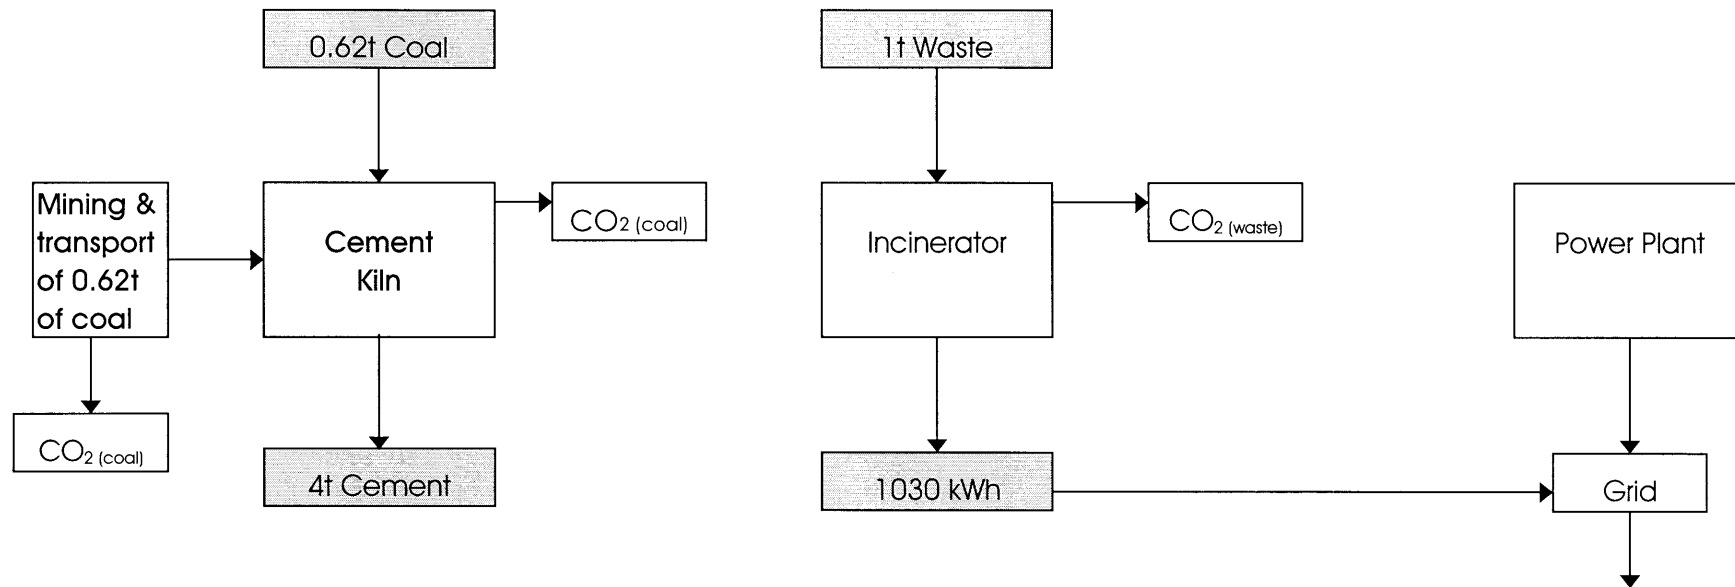 0.62t Coal
1t Waste
Mining &
transport
of 0.62t
of coal
Cement
Kiln
CO2 (coal)
Incinerator
CO2 (waste)
Power Plant
CO2 (coal)
4t Cement
1030 kWh
Grid